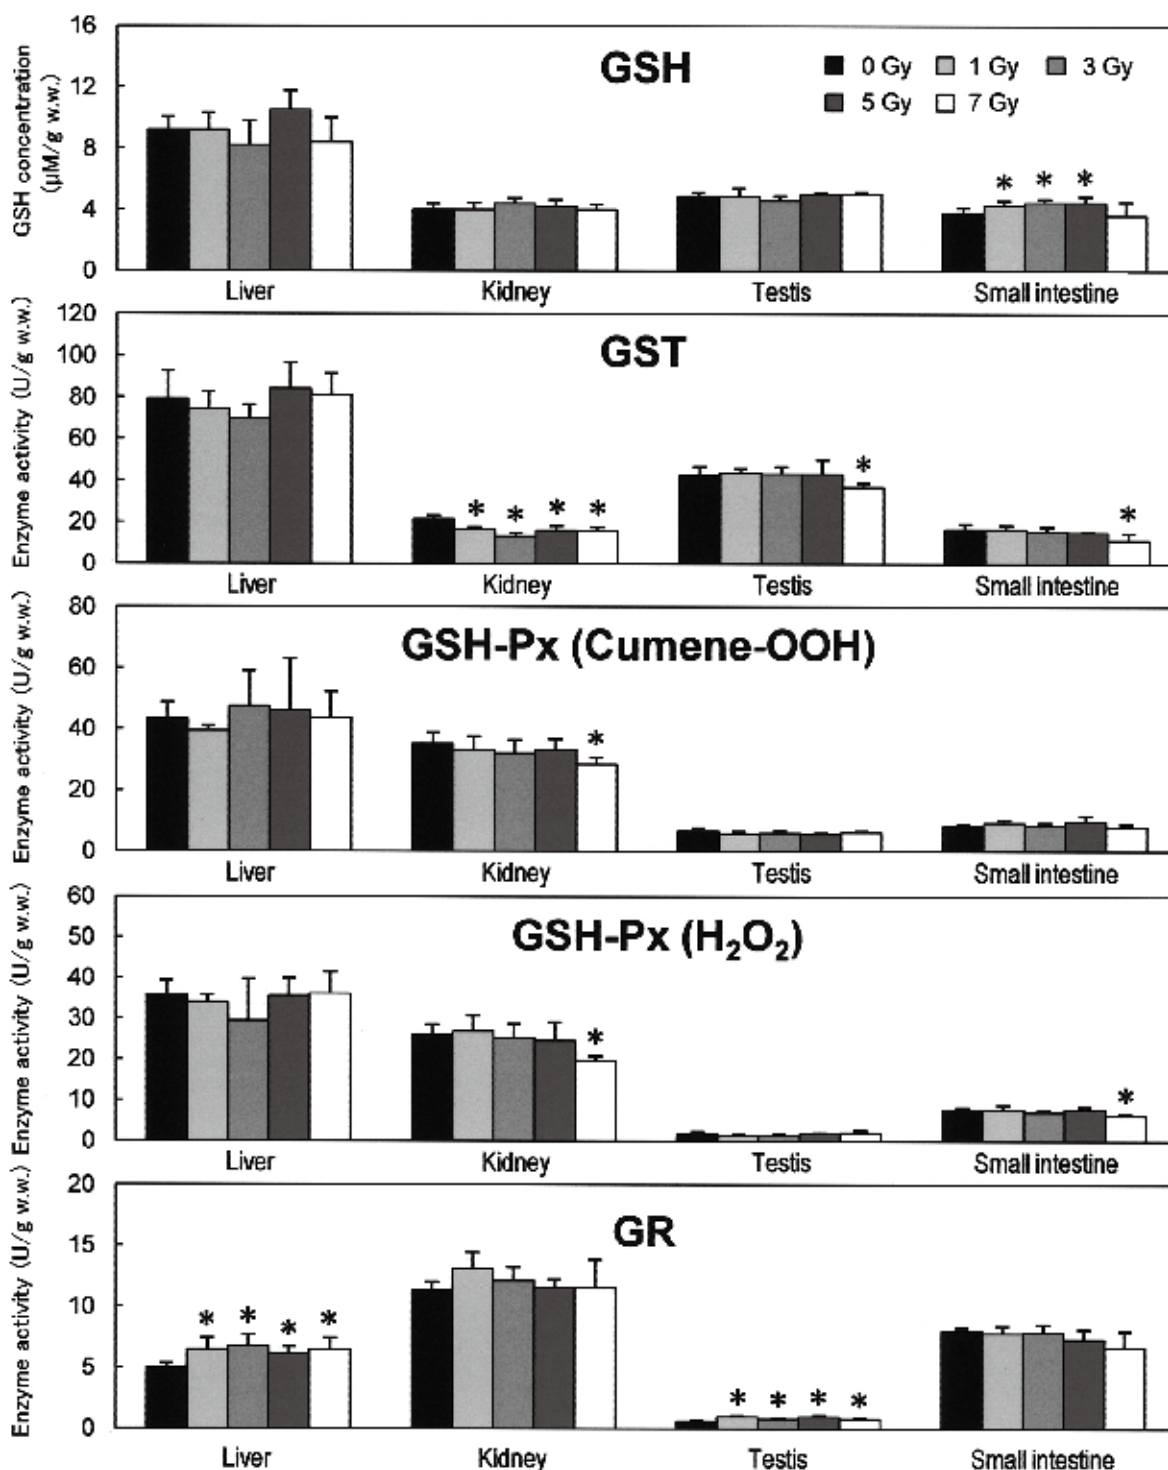 GSH
0 Gy 1 Gy 3 Gy
5 Gy 7 Gy
GSH concentration
(μM/g w.w.)
16
12
8
4
0
* * *
Liver Kidney Testis Small intestine
GST
Enzyme activity (U/g w.w.)
120
100
80
60
40
20
0
* * * * * *
Liver Kidney Testis Small intestine
GSH-Px (Cumene-OOH)
Enzyme activity (U/g w.w.)
80
60
40
20
0
*
Liver Kidney Testis Small intestine
GSH-Px (H₂O₂)
Enzyme activity (U/g w.w.)
60
50
40
30
20
10
0
* *
Liver Kidney Testis Small intestine
GR
Enzyme activity (U/g w.w.)
20
15
10
5
0
* * * * * * * *
Liver Kidney Testis Small intestine